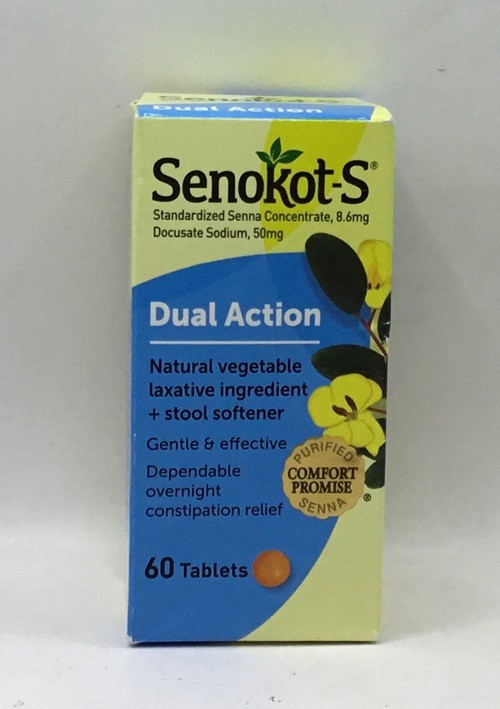 Senokot-S
Dual Action
Senokot-S®
Standardized Senna Concentrate, 8.6mg
Docusate Sodium, 50mg
Dual Action
Natural vegetable
laxative ingredient
+ stool softener
Gentle & effective
Dependable
overnight
constipation relief
PURIFIED
COMFORT
PROMISE
SENNA
®
60 Tablets